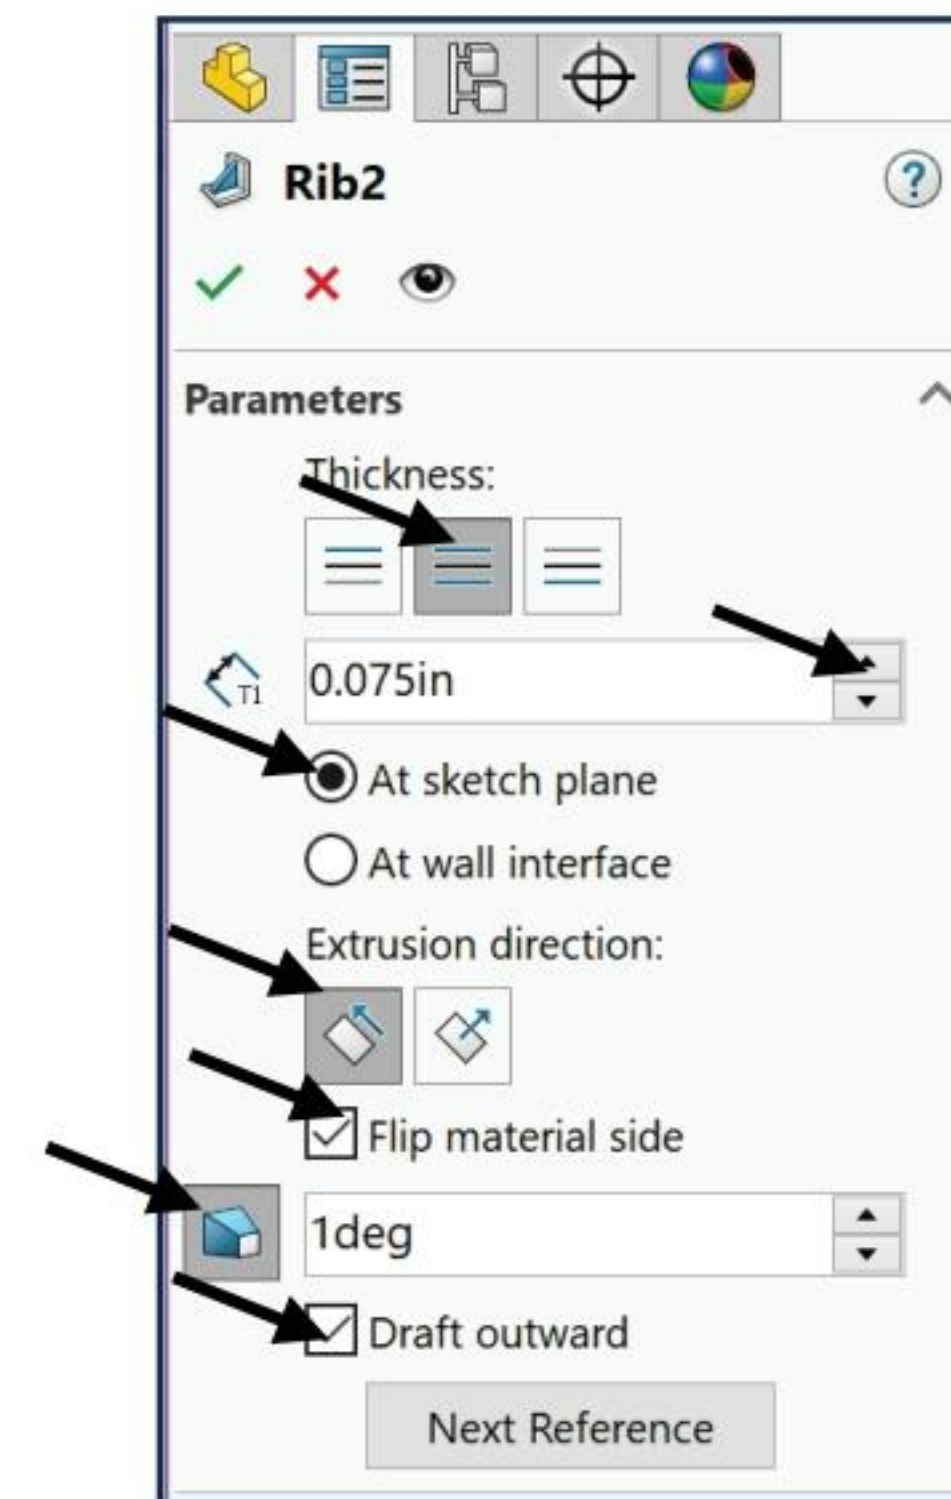 Rib2
?
Parameters
Thickness:
T1
0.075in
At sketch plane
At wall interface
Extrusion direction:
Flip material side
1deg
Draft outward
Next Reference